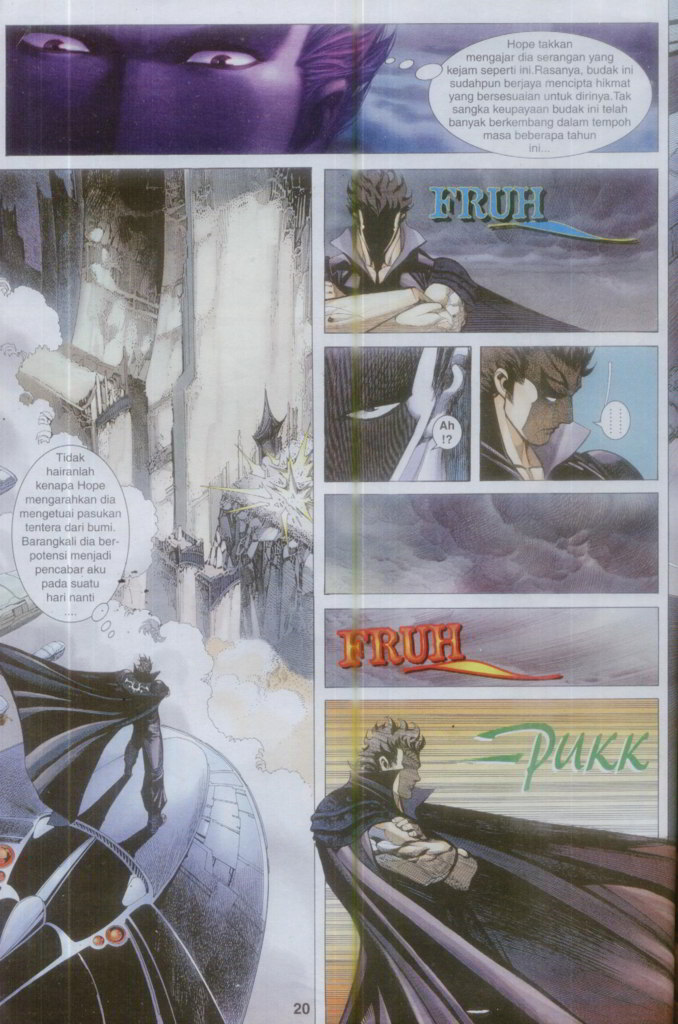 Hope takkan
mengajar dia serangan yang
kejam seperti ini.Rasanya, budak ini
sudahpun berjaya mencipta hikmat
yang bersesuaian untuk dirinya.Tak
sangka keupayaan budak ini telah
banyak berkembang dalam tempoh
masa beberapa tahun
ini...
Tidak
hairanlah
kenapa Hope
mengarahkan dia
mengetuai pasukan
tentera dari bumi.
Barangkali dia ber-
potensi menjadi
pencabar aku
pada suatu
hari nanti
....
FRUH
Ah
!?
......
FRUH
PUKK
20